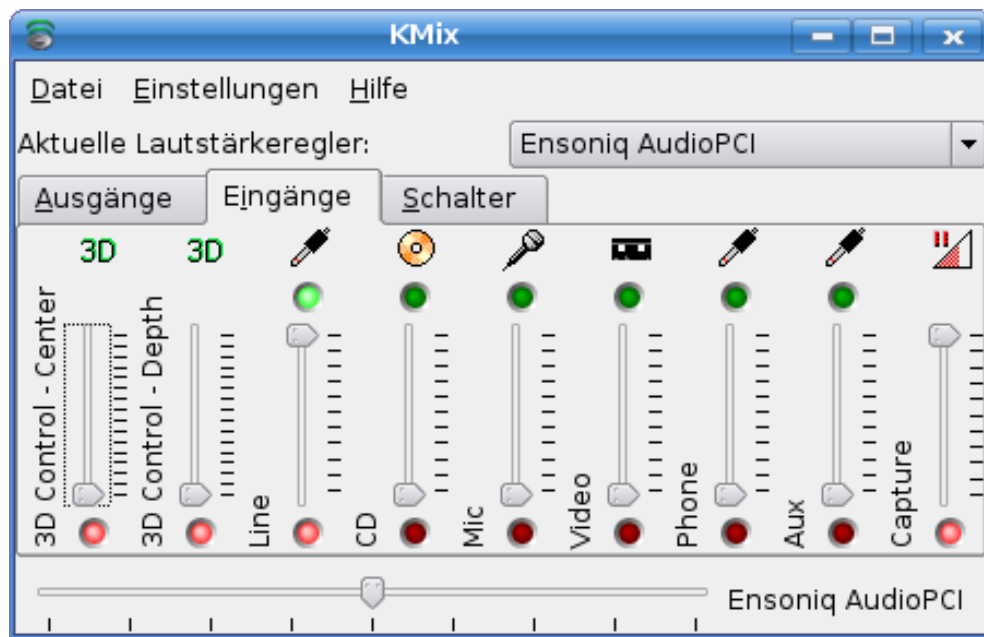 KMix
Datei Einstellungen Hilfe
Aktuelle Lautstärkeregler: Ensoniq AudioPCI
Ausgänge Eingänge Schalter
3D 3D
3D Control - Center
3D Control - Depth
Line
CD
Mic
Video
Phone
Aux
Capture
Ensoniq AudioPCI